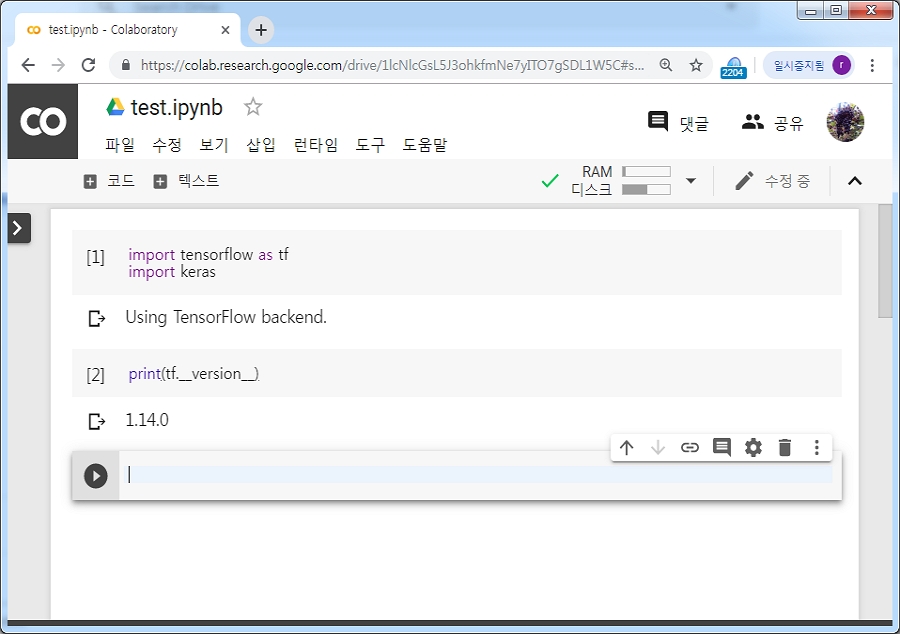 test.ipynb - Colaboratory
https://colab.research.google.com/drive/1lcNlcGsL5J3ohkfmNe7yITO7gSDL1W5C#s...
2204
일시중지됨 r
CO test.ipynb
댓글 공유
파일 수정 보기 삽입 런타임 도구 도움말
코드 텍스트
RAM
디스크
수정 중
[1] import tensorflow as tf
import keras
Using TensorFlow backend.
[2] print(tf.__version__)
1.14.0